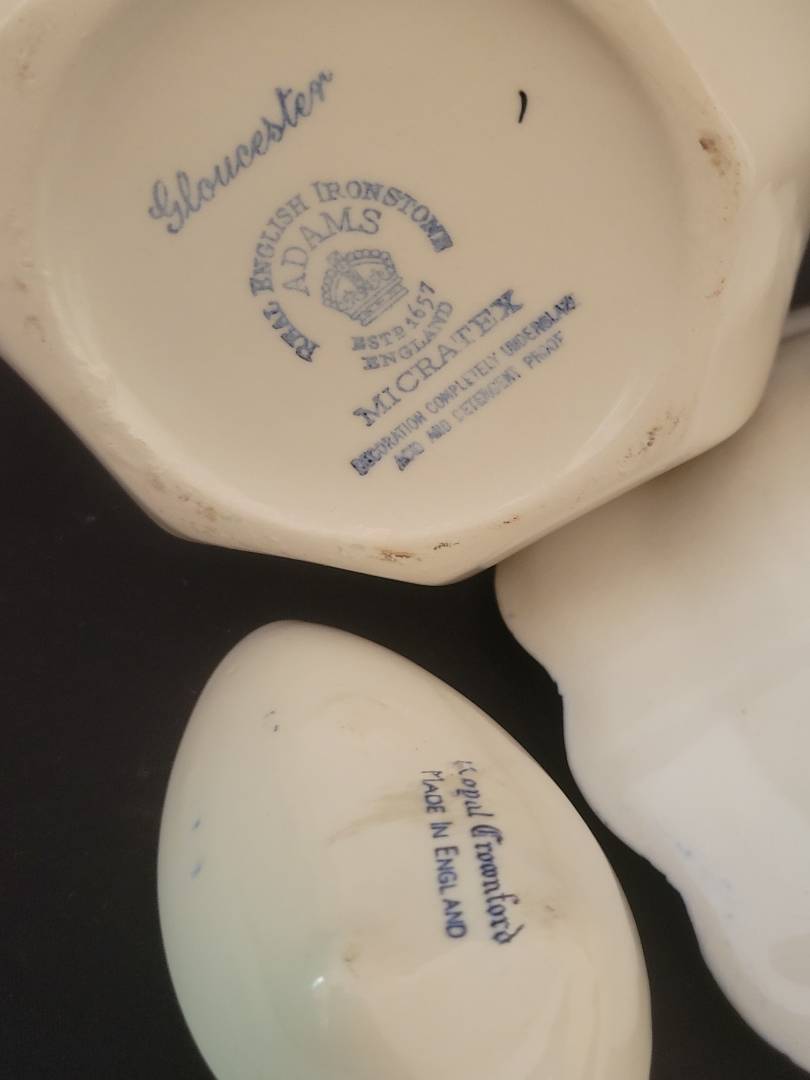 Gloucester
REAL ENGLISH IRONSTONE
ADAMS
ESTD 1657
ENGLAND
MICRATEX
DECORATION COMPLETELY UNDERGLAZE
ACID AND DETERGENT PROOF
Royal Crownford
MADE IN ENGLAND